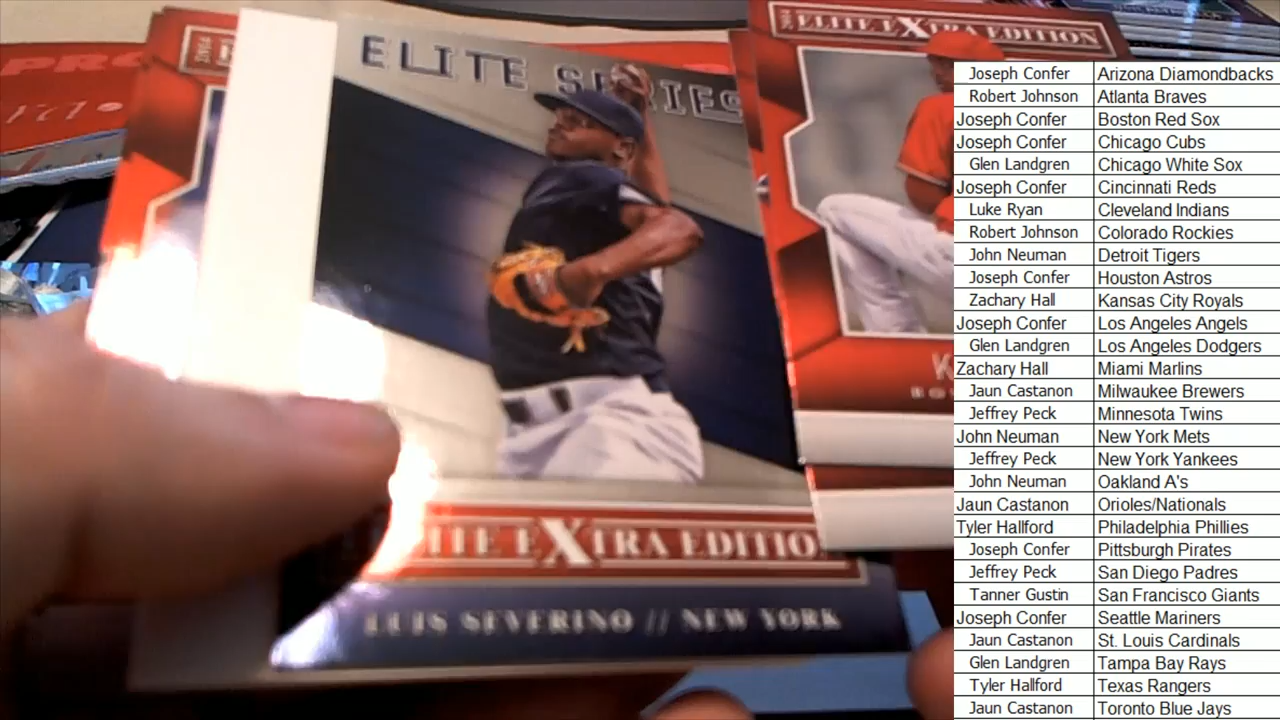 PRO
ELITE SERIES
ELITE EXTRA EDITION
LUIS SEVERINO // NEW YORK
2014 ELITE EXTRA EDITION
Joseph Confer Arizona Diamondbacks
Robert Johnson Atlanta Braves
Joseph Confer Boston Red Sox
Joseph Confer Chicago Cubs
Glen Landgren Chicago White Sox
Joseph Confer Cincinnati Reds
Luke Ryan Cleveland Indians
Robert Johnson Colorado Rockies
John Neuman Detroit Tigers
Joseph Confer Houston Astros
Zachary Hall Kansas City Royals
Joseph Confer Los Angeles Angels
Glen Landgren Los Angeles Dodgers
Zachary Hall Miami Marlins
Jaun Castanon Milwaukee Brewers
Jeffrey Peck Minnesota Twins
John Neuman New York Mets
Jeffrey Peck New York Yankees
John Neuman Oakland A's
Jaun Castanon Orioles/Nationals
Tyler Hallford Philadelphia Phillies
Joseph Confer Pittsburgh Pirates
Jeffrey Peck San Diego Padres
Tanner Gustin San Francisco Giants
Joseph Confer Seattle Mariners
Jaun Castanon St. Louis Cardinals
Glen Landgren Tampa Bay Rays
Tyler Hallford Texas Rangers
Jaun Castanon Toronto Blue Jays